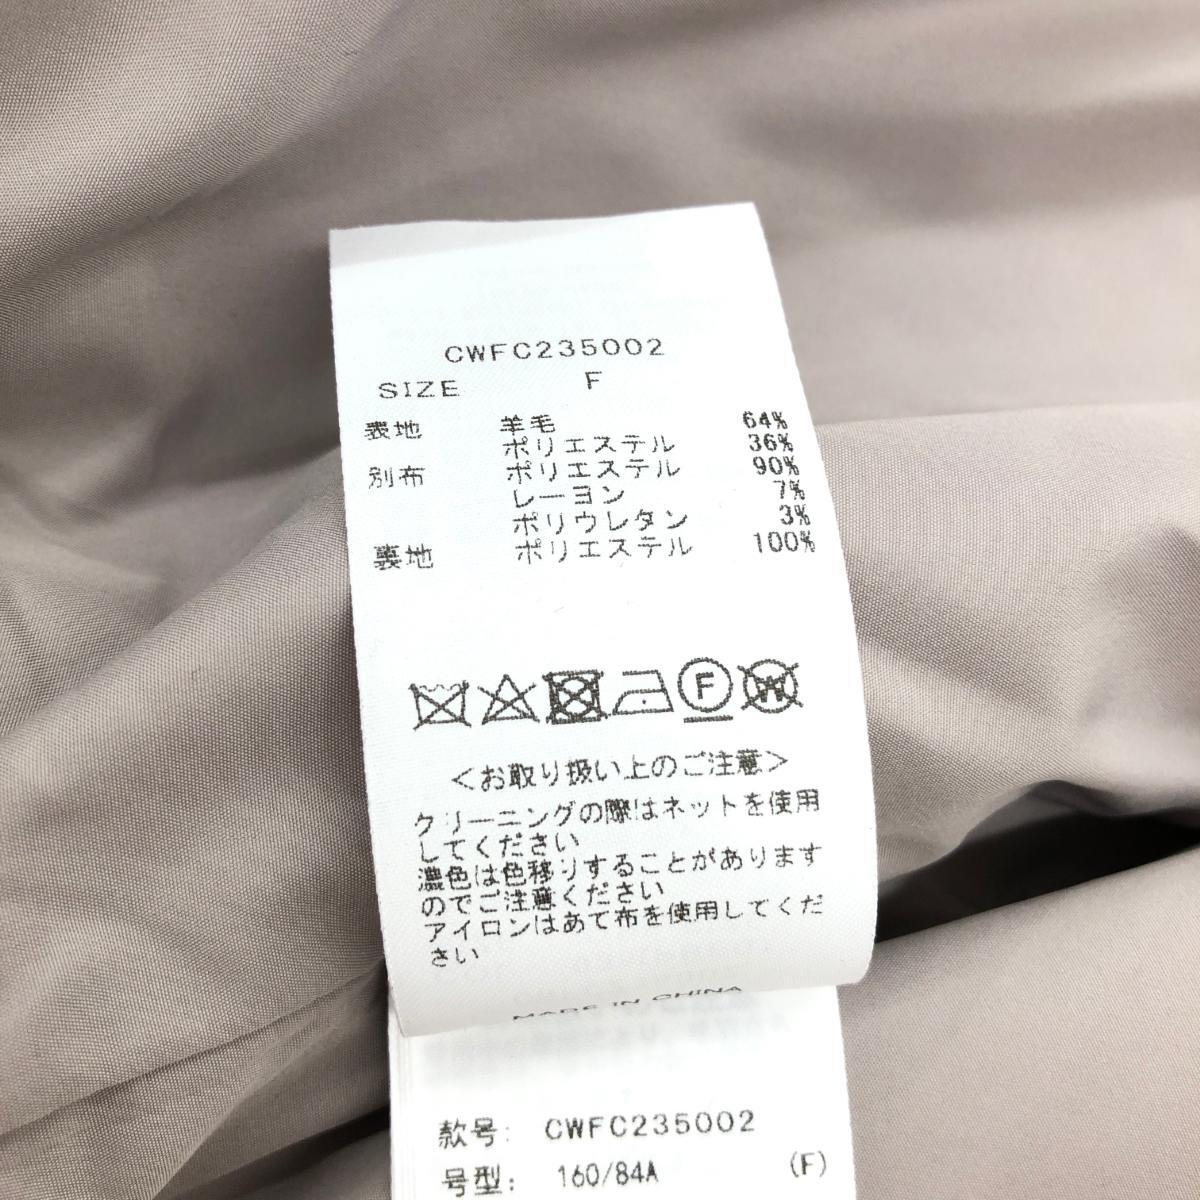 CWFC235002
SIZE F
表地 羊毛 64%
ポリエステル 36%
別布 ポリエステル 90%
レーヨン 7%
ポリウレタン 3%
裏地 ポリエステル 100%
F W
<お取り扱い上のご注意>
クリーニングの際はネットを使用
してください
濃色は色移りすることがあります
のでご注意ください
アイロンはあて布を使用してくだ
さい
MADE IN CHINA
款号: CWFC235002
号型: 160/84A (F)